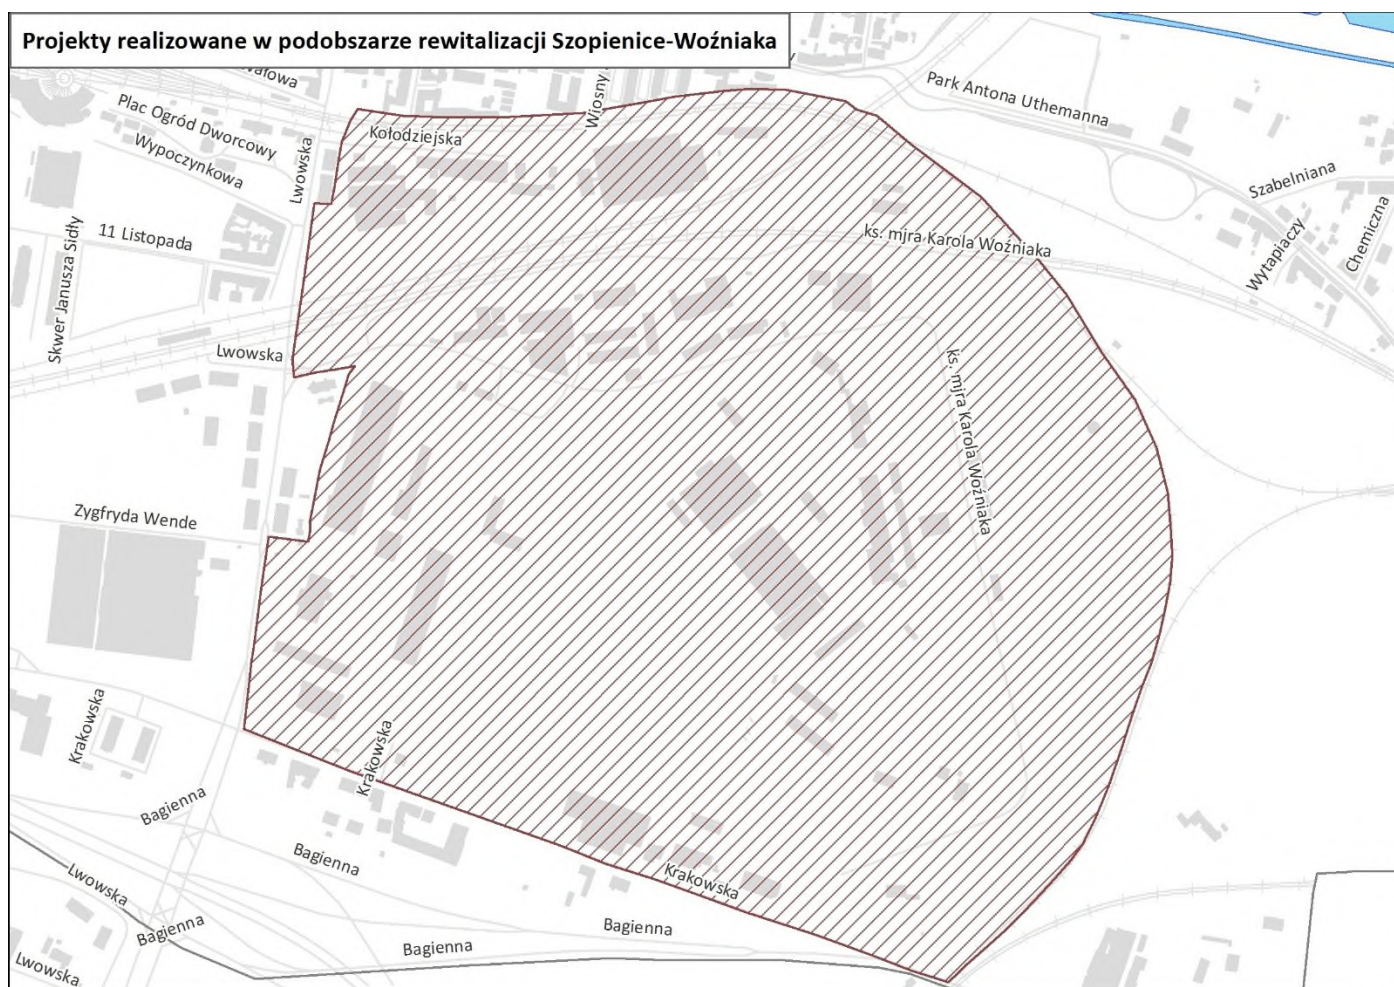 Projekty realizowane w podobszarze rewitalizacji Szopienice-Woźniaka
Wiosny
Park Antona Uthemanna
Plac Ogród Dworcowy
Kołodziejska
Wypoczynkowa
Lwowska
Szabelniana
Chemiczna
Wytapiaczy
11 Listopada
Skwer Janusza Sidły
ks. mjra Karola Woźniaka
Lwowska
ks. mjra Karola Woźniaka
Zygfryda Wende
Krakowska
Krakowska
Bagienna
Bagienna
Krakowska
Lwowska
Bagienna
Bagienna
Bagienna
Lwowska